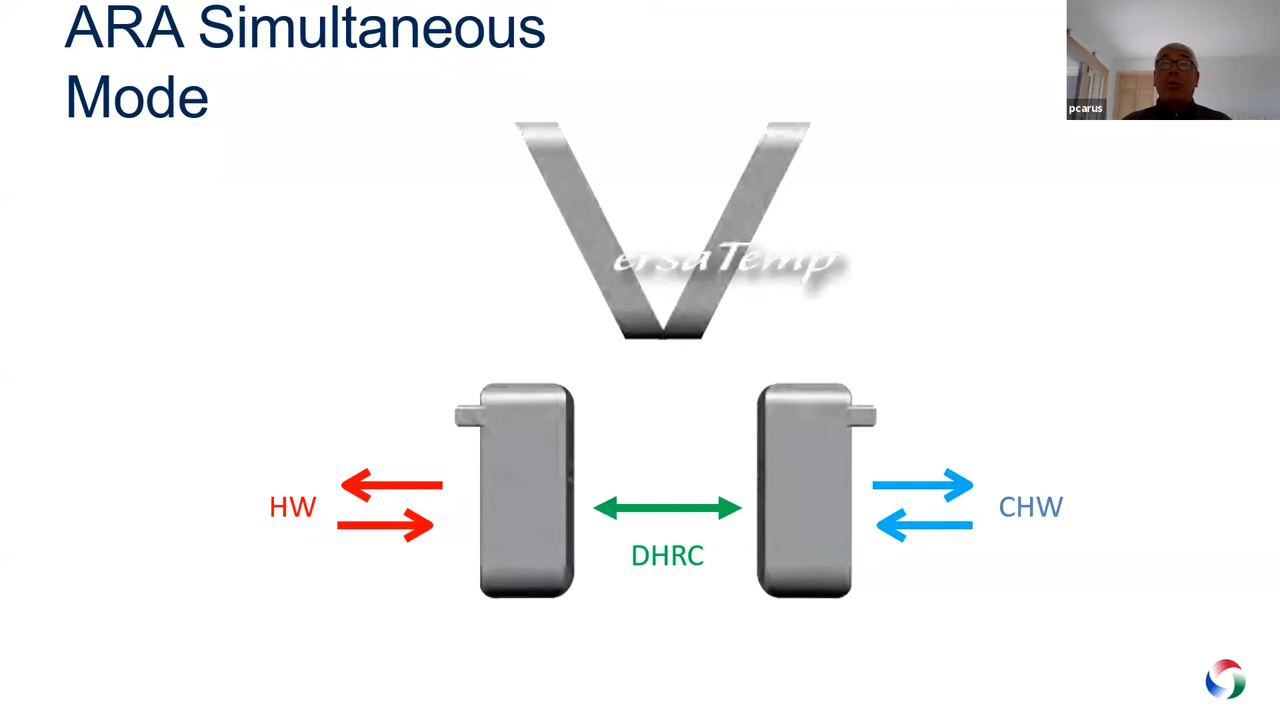 ARA Simultaneous
Mode
pcarus
ersaTemp
HW
CHW
DHRC